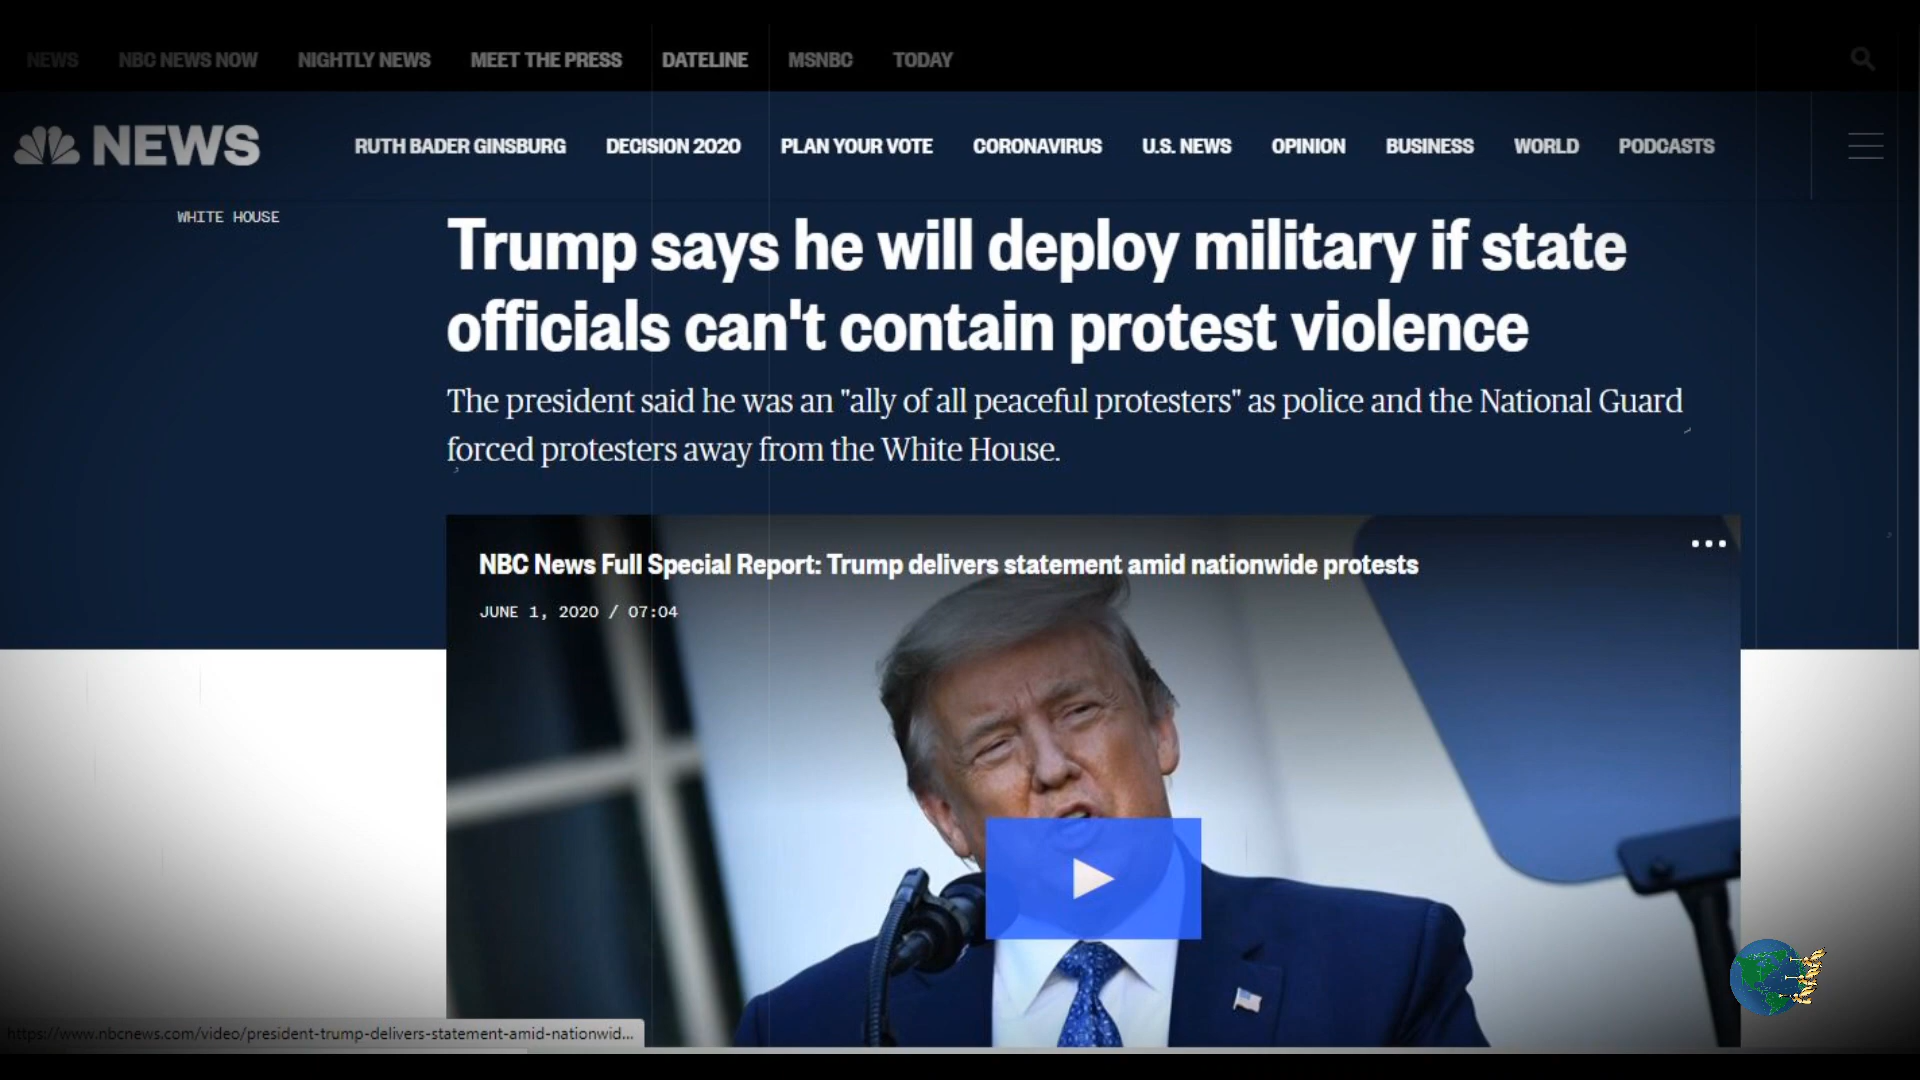 NEWS NBC NEWS NOW NIGHTLY NEWS MEET THE PRESS DATELINE MSNBC TODAY
NEWS RUTH BADER GINSBURG DECISION 2020 PLAN YOUR VOTE CORONAVIRUS U.S. NEWS OPINION BUSINESS WORLD PODCASTS
WHITE HOUSE
Trump says he will deploy military if state
officials can't contain protest violence
The president said he was an "ally of all peaceful protesters" as police and the National Guard
forced protesters away from the White House.
NBC News Full Special Report: Trump delivers statement amid nationwide protests
JUNE 1, 2020 / 07:04
https://www.nbcnews.com/video/president-trump-delivers-statement-amid-nationwid...